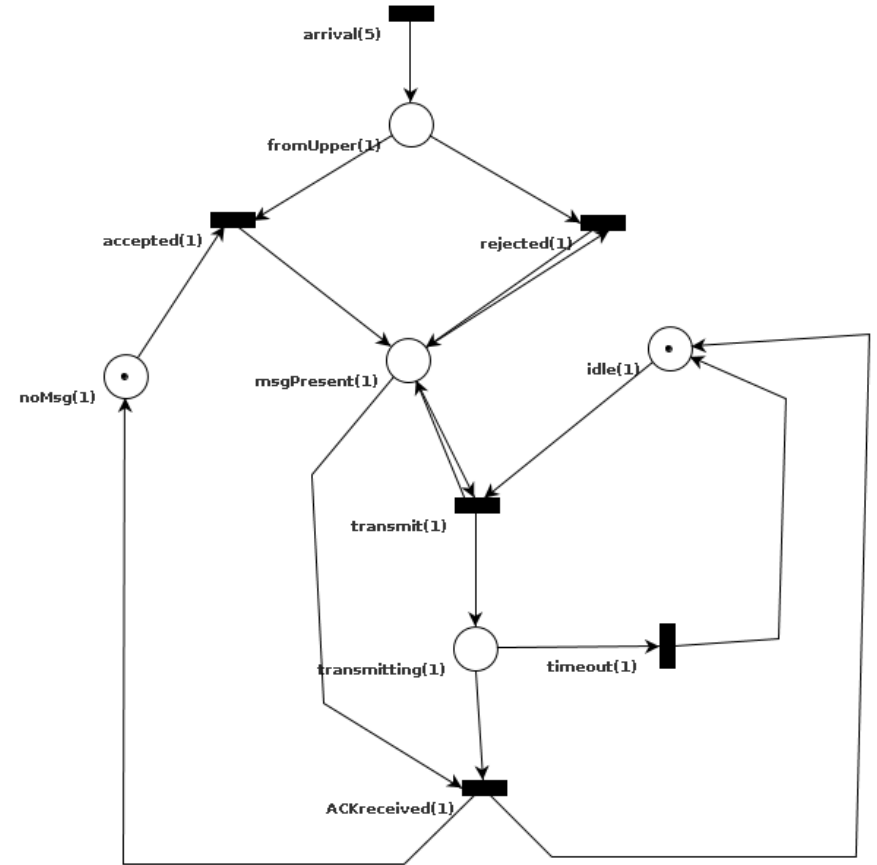 arrival(5)
fromUpper(1)
accepted(1)
rejected(1)
idle(1)
msgPresent(1)
noMsg(1)
transmit(1)
transmitting(1)
timeout(1)
ACKreceived(1)